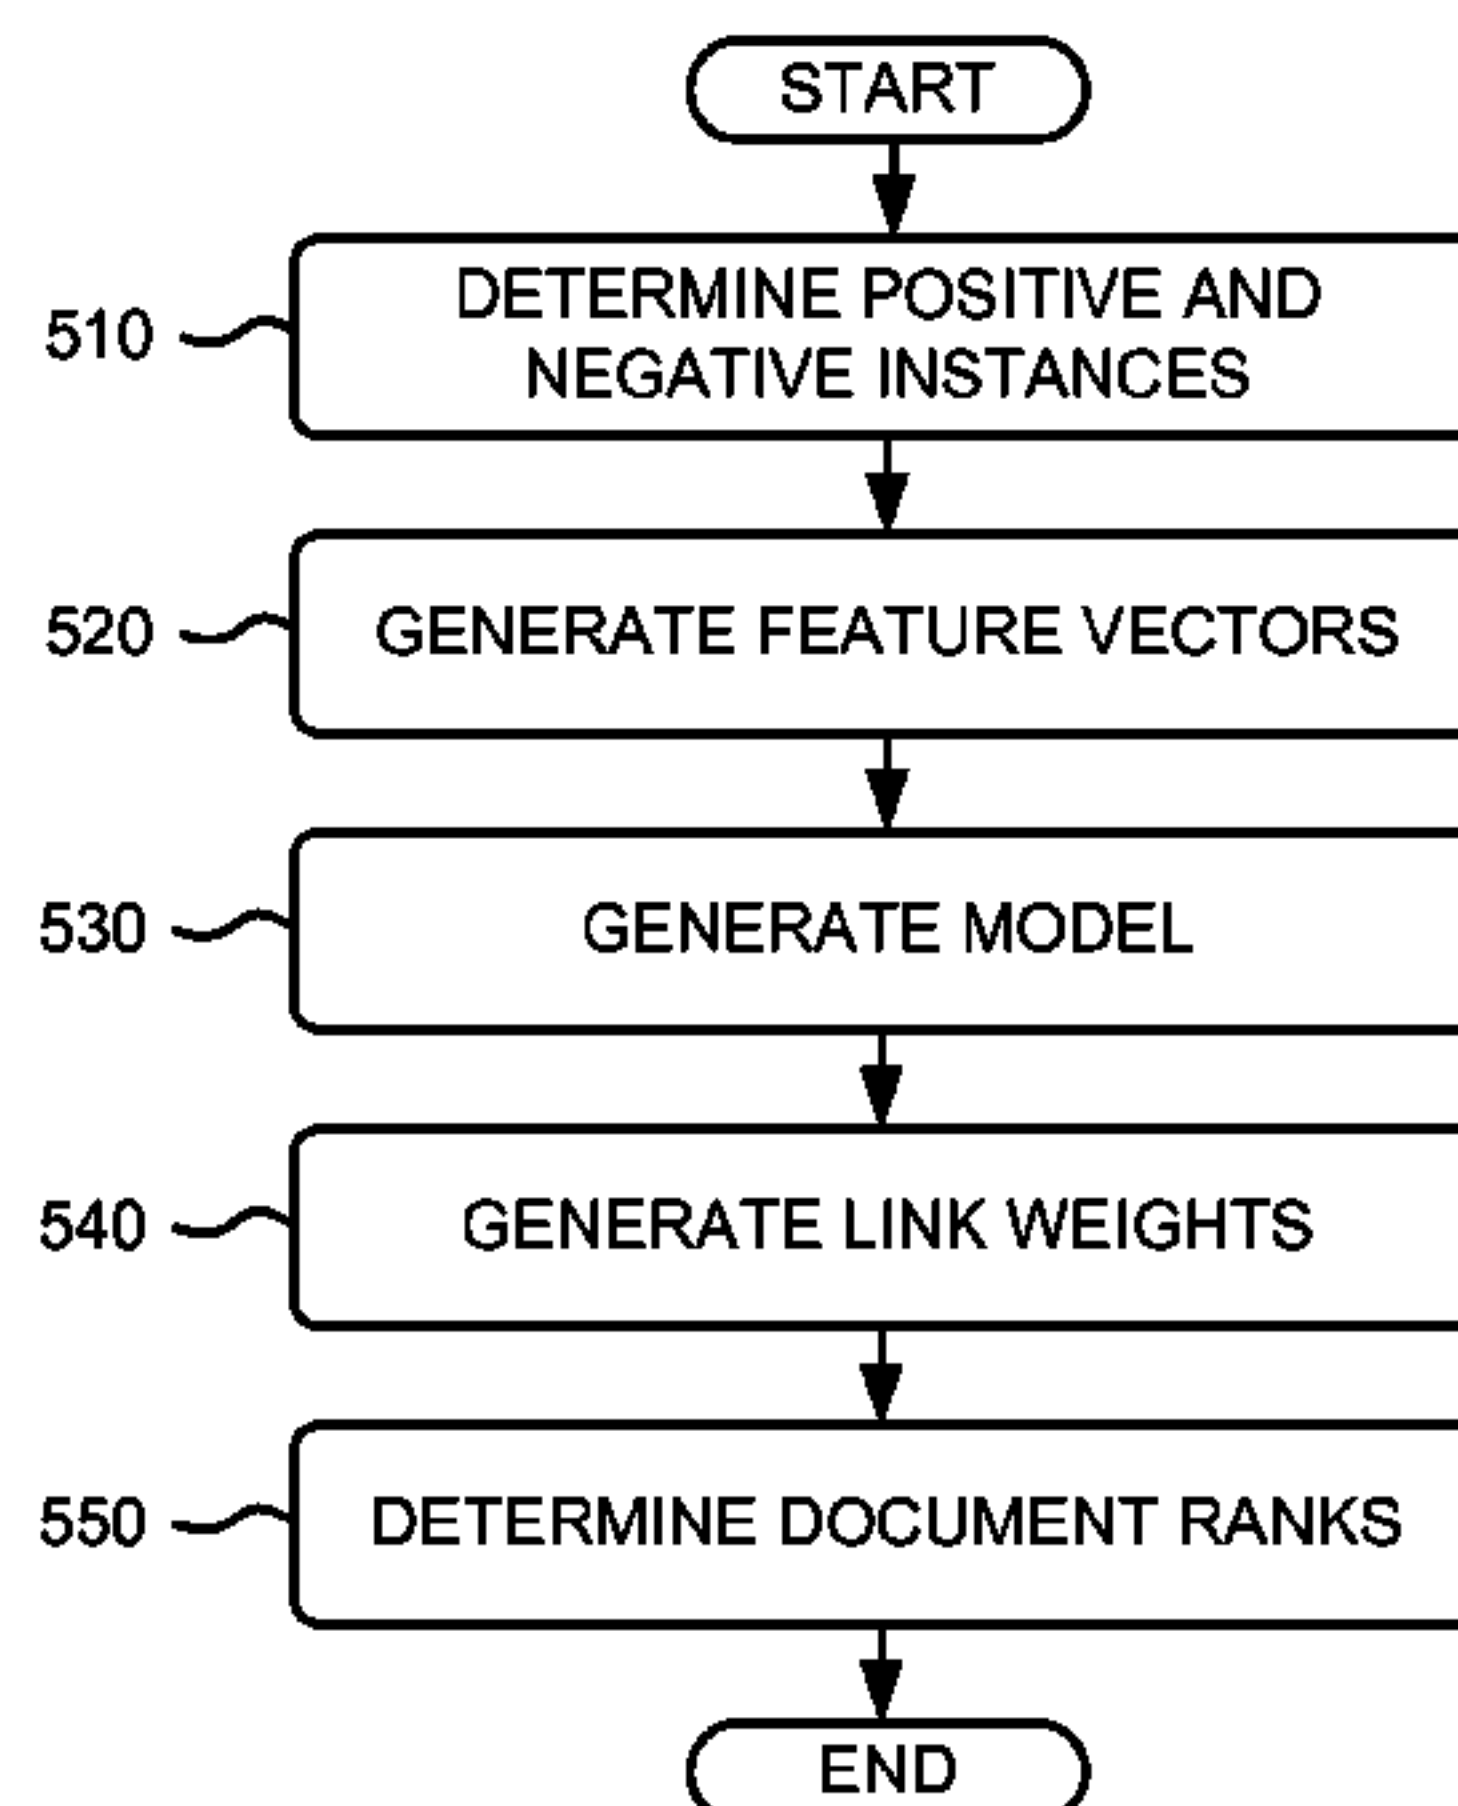 START
510
DETERMINE POSITIVE AND
NEGATIVE INSTANCES
520
GENERATE FEATURE VECTORS
530
GENERATE MODEL
540
GENERATE LINK WEIGHTS
550
DETERMINE DOCUMENT RANKS
END